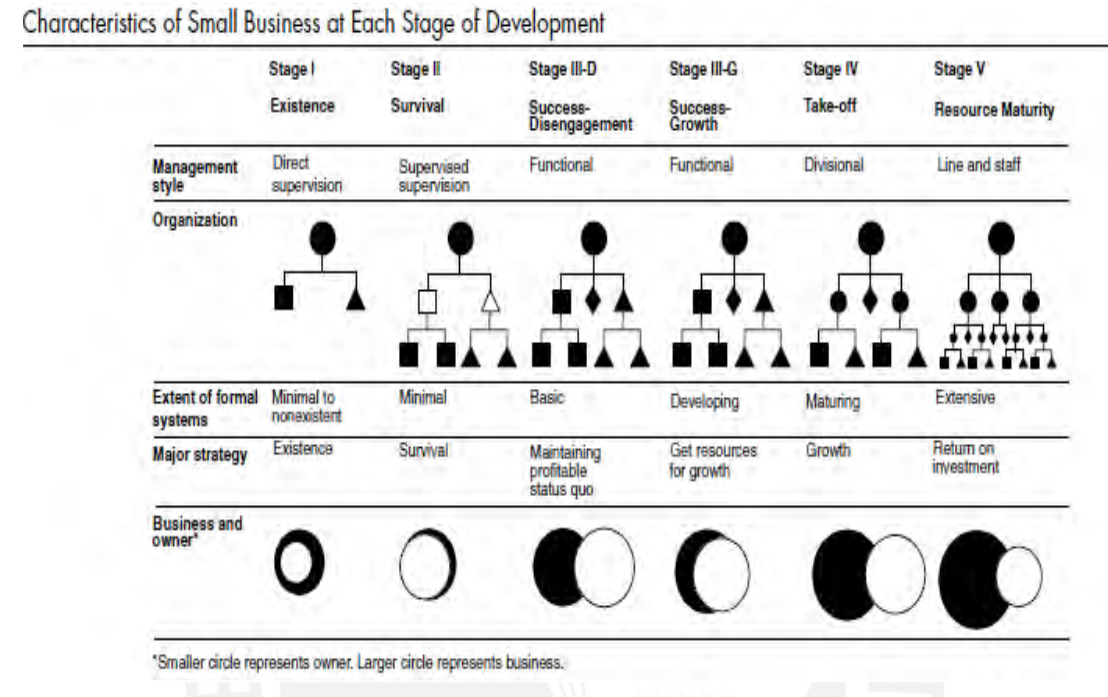 Characteristics of Small Business at Each Stage of Development
Stage I
Stage II
Stage III-D
Stage III-G
Stage IV
Stage V
Existence
Survival
Success-
Disengagement
Success-
Growth
Take-off
Resource Maturity
Management
style
Direct
supervision
Supervised
supervision
Functional
Functional
Divisional
Line and staff
Organization
Extent of formal
systems
Minimal to
nonexistent
Minimal
Basic
Developing
Maturing
Extensive
Major strategy
Existence
Survival
Maintaining
profitable
status quo
Get resources
for growth
Growth
Return on
investment
Business and
owner*
*Smaller circle represents owner. Larger circle represents business.